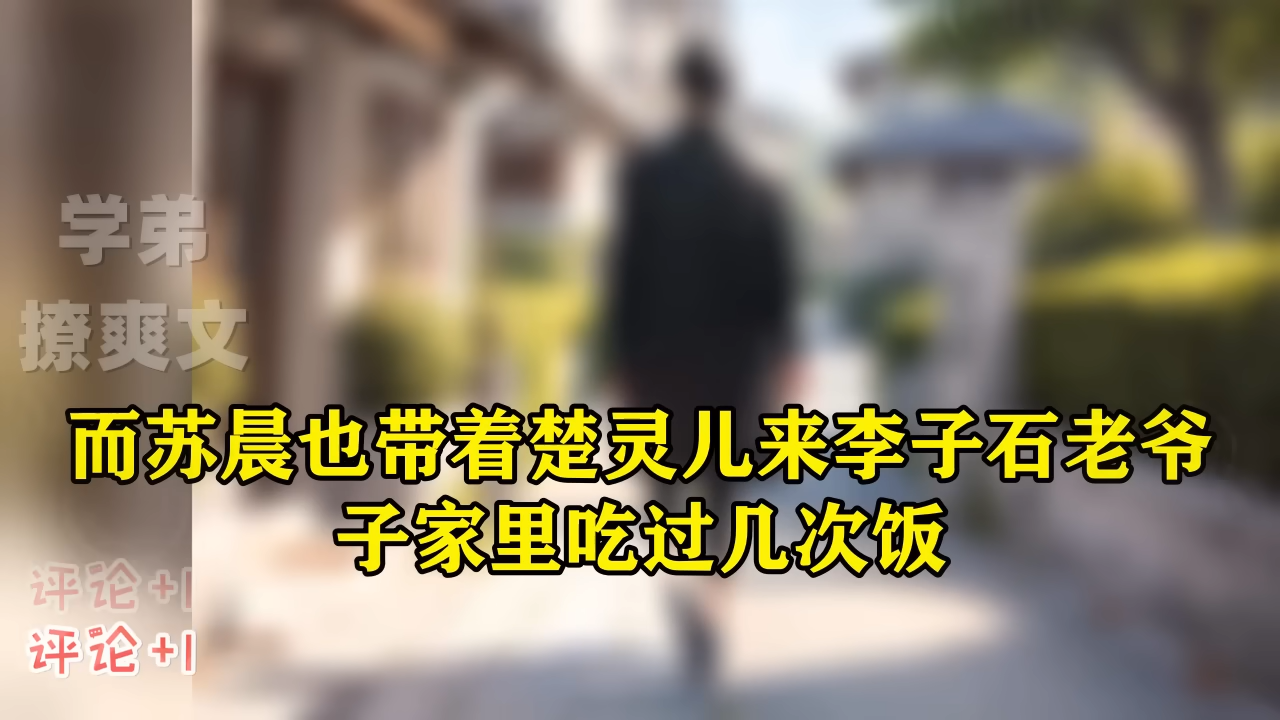 学弟
撩爽文
而苏晨也带着楚灵儿来李子石老爷
子家里吃过几次饭
评论+1
评论+1